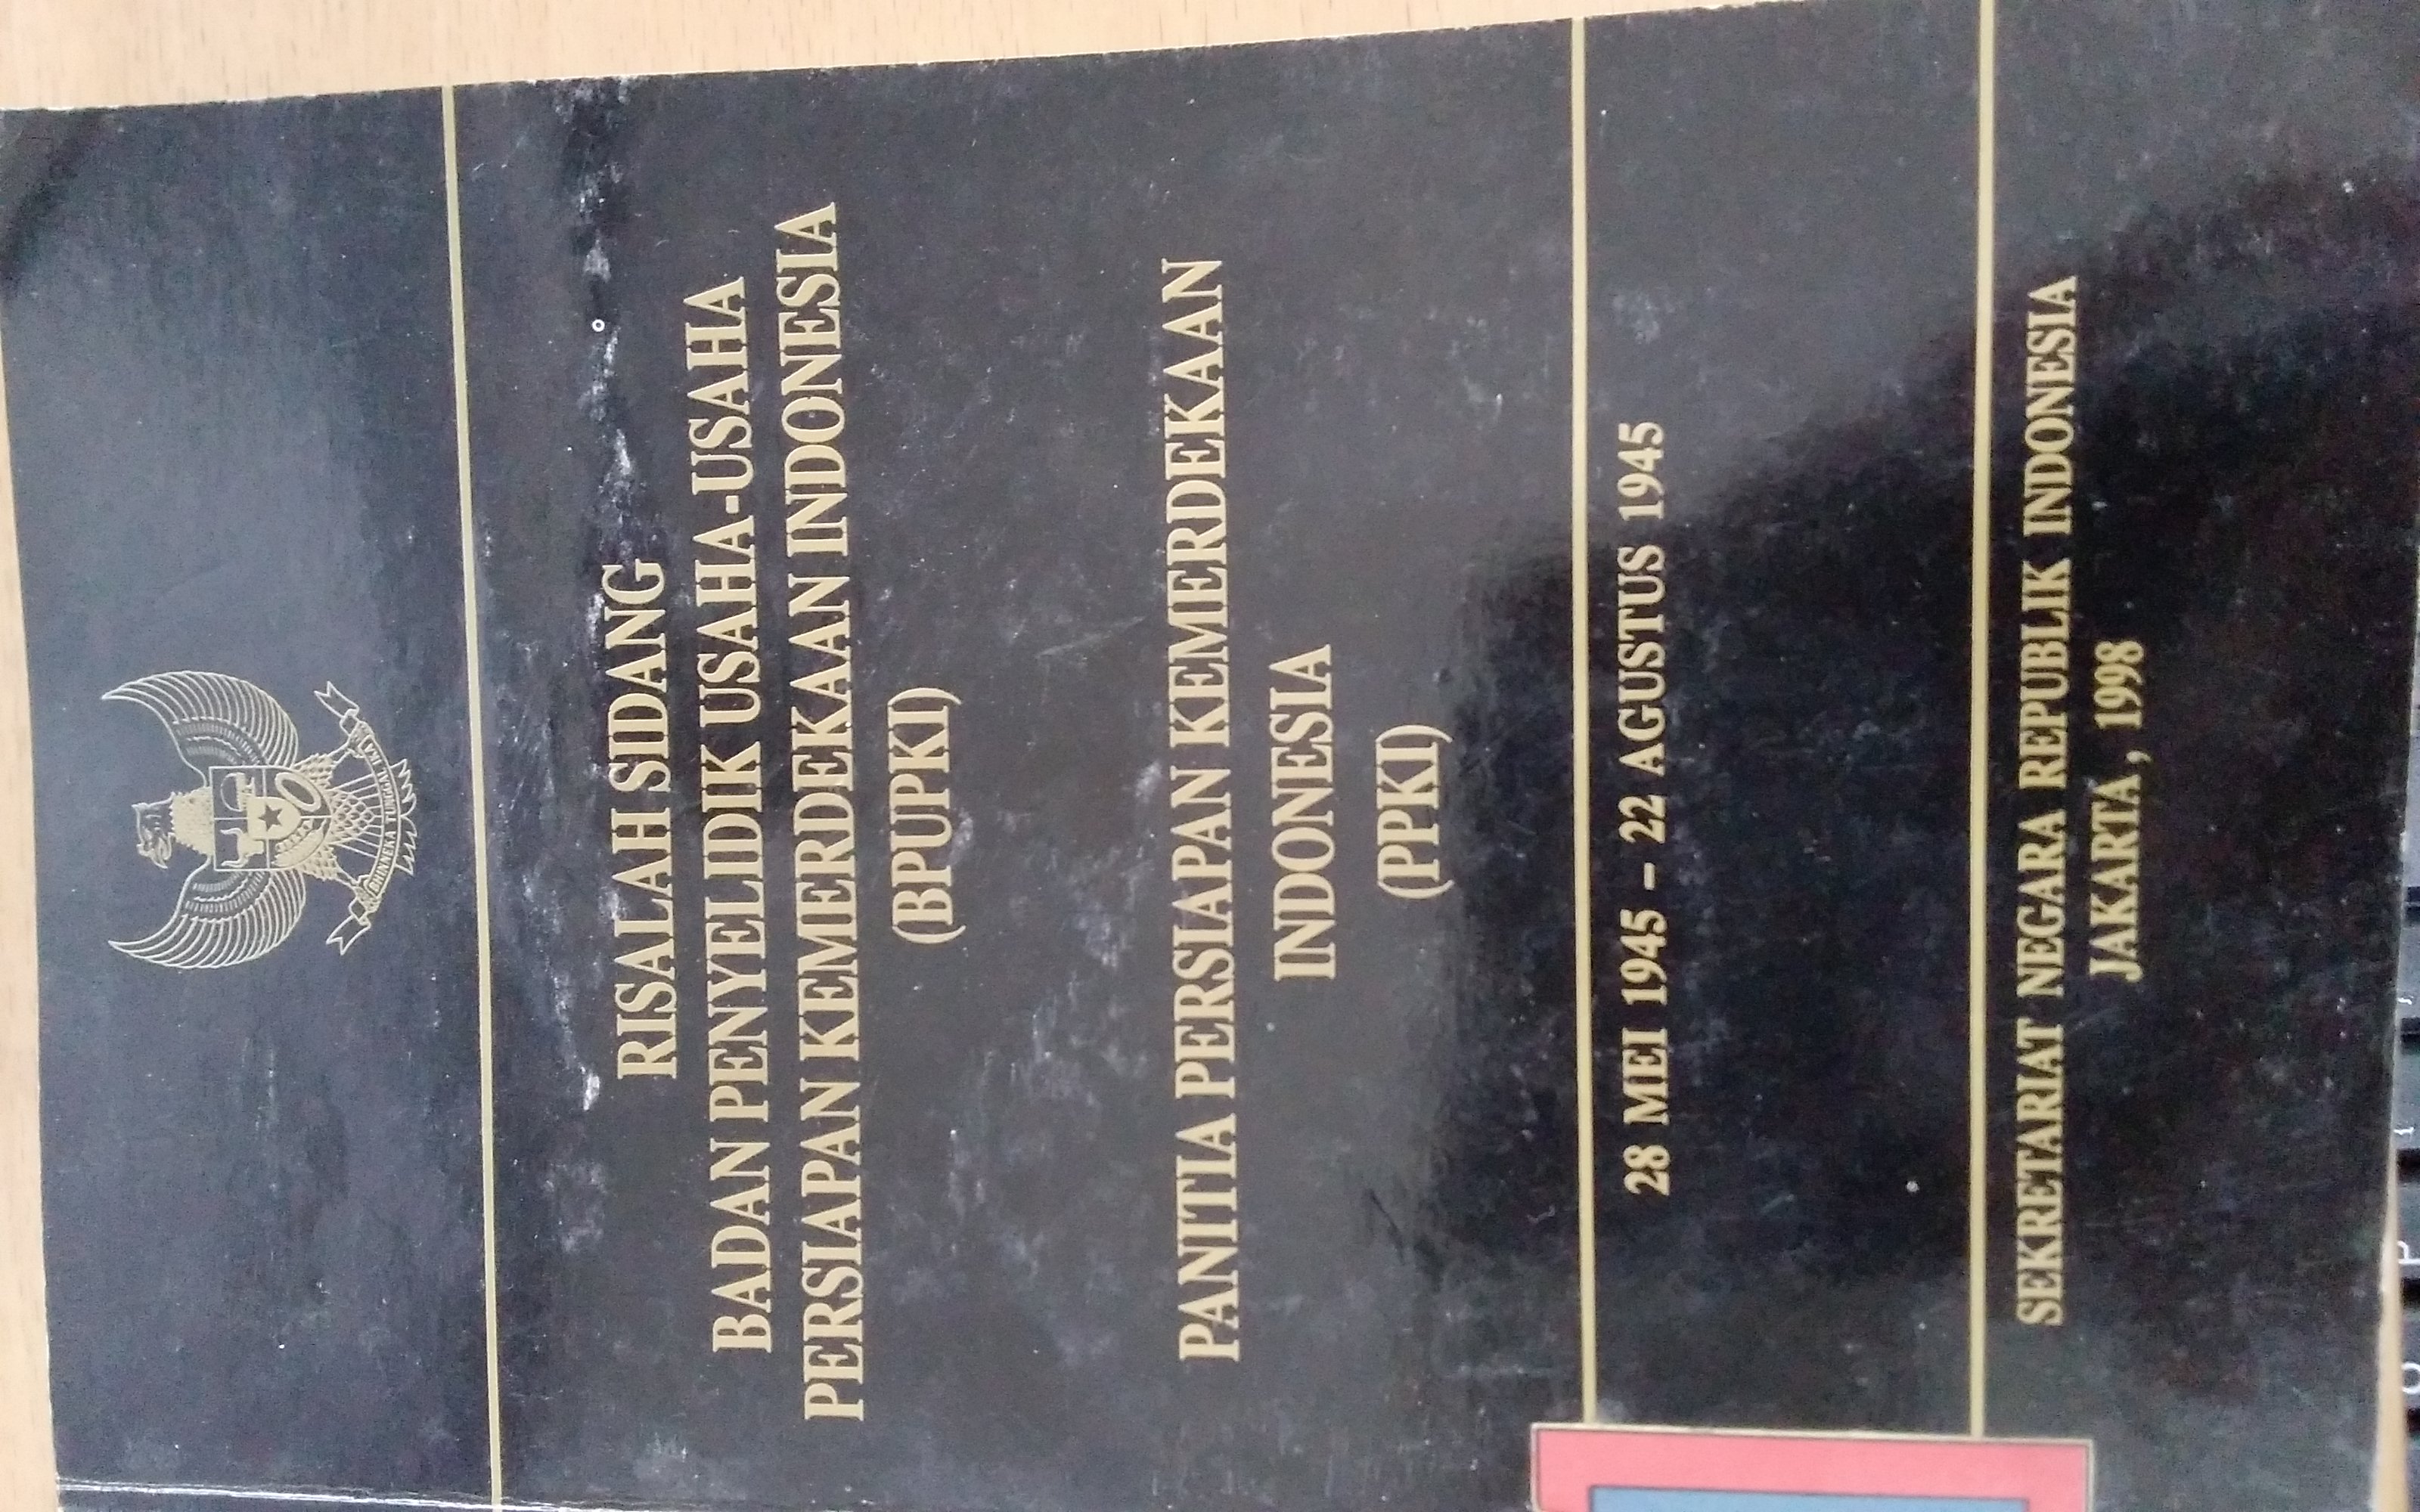 BHINNEKA TUNGGAL IKA
RISALAH SIDANG
BADAN PENYELIDIK USAHA-USAHA
PERSIAPAN KEMERDEKAAN INDONESIA
(BPUPKI)
PANITIA PERSIAPAN KEMERDEKAAN
INDONESIA
(PPKI)
28 MEI 1945 – 22 AGUSTUS 1945
SEKRETARIAT NEGARA REPUBLIK INDONESIA
JAKARTA , 1998